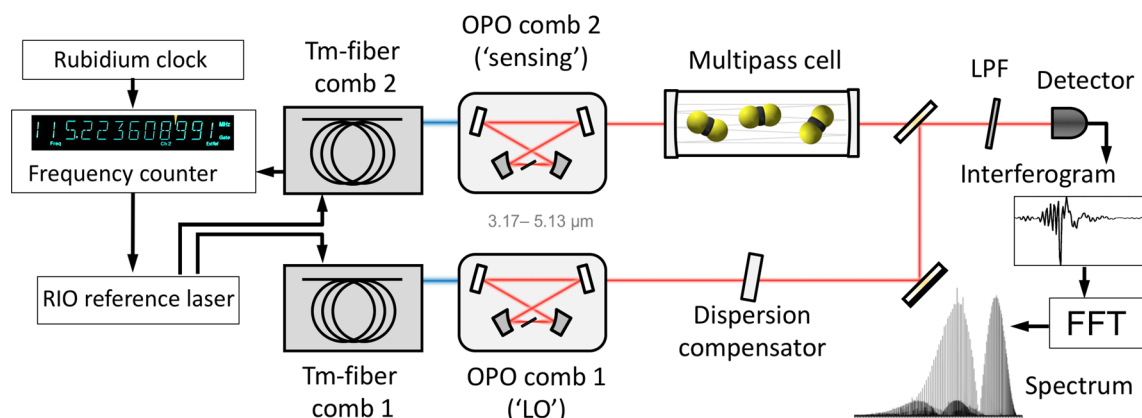 Rubidium clock
115.223608991 MHz
Gate
Freq Ch 2 ExtRef
Frequency counter
RIO reference laser
Tm-fiber
comb 2
OPO comb 2
('sensing')
Multipass cell
LPF
Detector
Interferogram
3.17– 5.13 µm
Tm-fiber
comb 1
OPO comb 1
('LO')
Dispersion
compensator
FFT
Spectrum